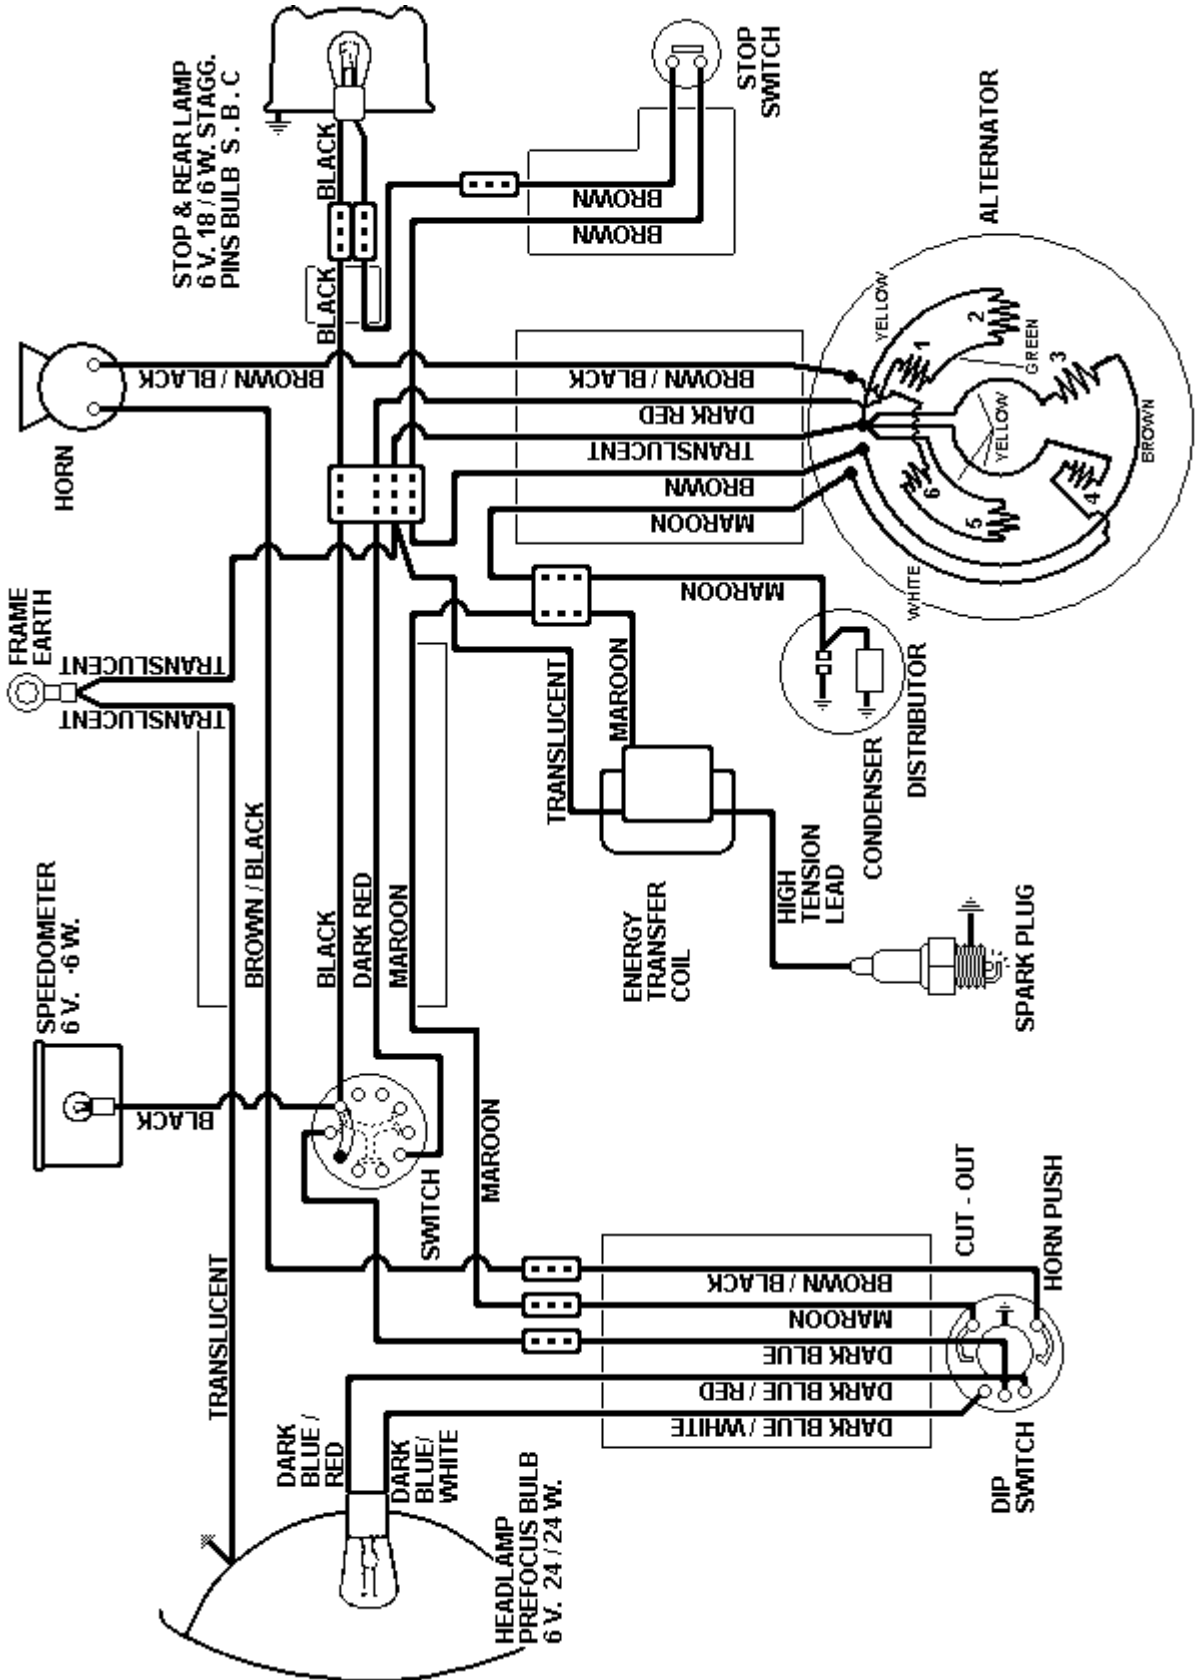 STOP & REAR LAMP
6 V. 18 / 6 W. STAGG.
PINS BULB S . B . C
BLACK
BLACK
STOP
SWITCH
BROWN
BROWN
HORN
BROWN / BLACK
BROWN / BLACK
DARK RED
TRANSLUCENT
BROWN
MAROON
ALTERNATOR
YELLOW
1
2
GREEN
3
YELLOW
BROWN
4
5
6
WHITE
FRAME
EARTH
TRANSLUCENT
TRANSLUCENT
MAROON
TRANSLUCENT
MAROON
CONDENSER
DISTRIBUTOR
SPEEDOMETER
6 V. ·6 W.
BROWN / BLACK
BLACK
DARK RED
MAROON
ENERGY
TRANSFER
COIL
HIGH
TENSION
LEAD
SPARK PLUG
BLACK
SWITCH
MAROON
TRANSLUCENT
CUT - OUT
HORN PUSH
BROWN / BLACK
MAROON
DARK BLUE
DARK BLUE / RED
DARK BLUE / WHITE
DIP
SWITCH
DARK
BLUE /
RED
DARK
BLUE/
WHITE
HEADLAMP
PREFOCUS BULB
6 V. 24 / 24 W.